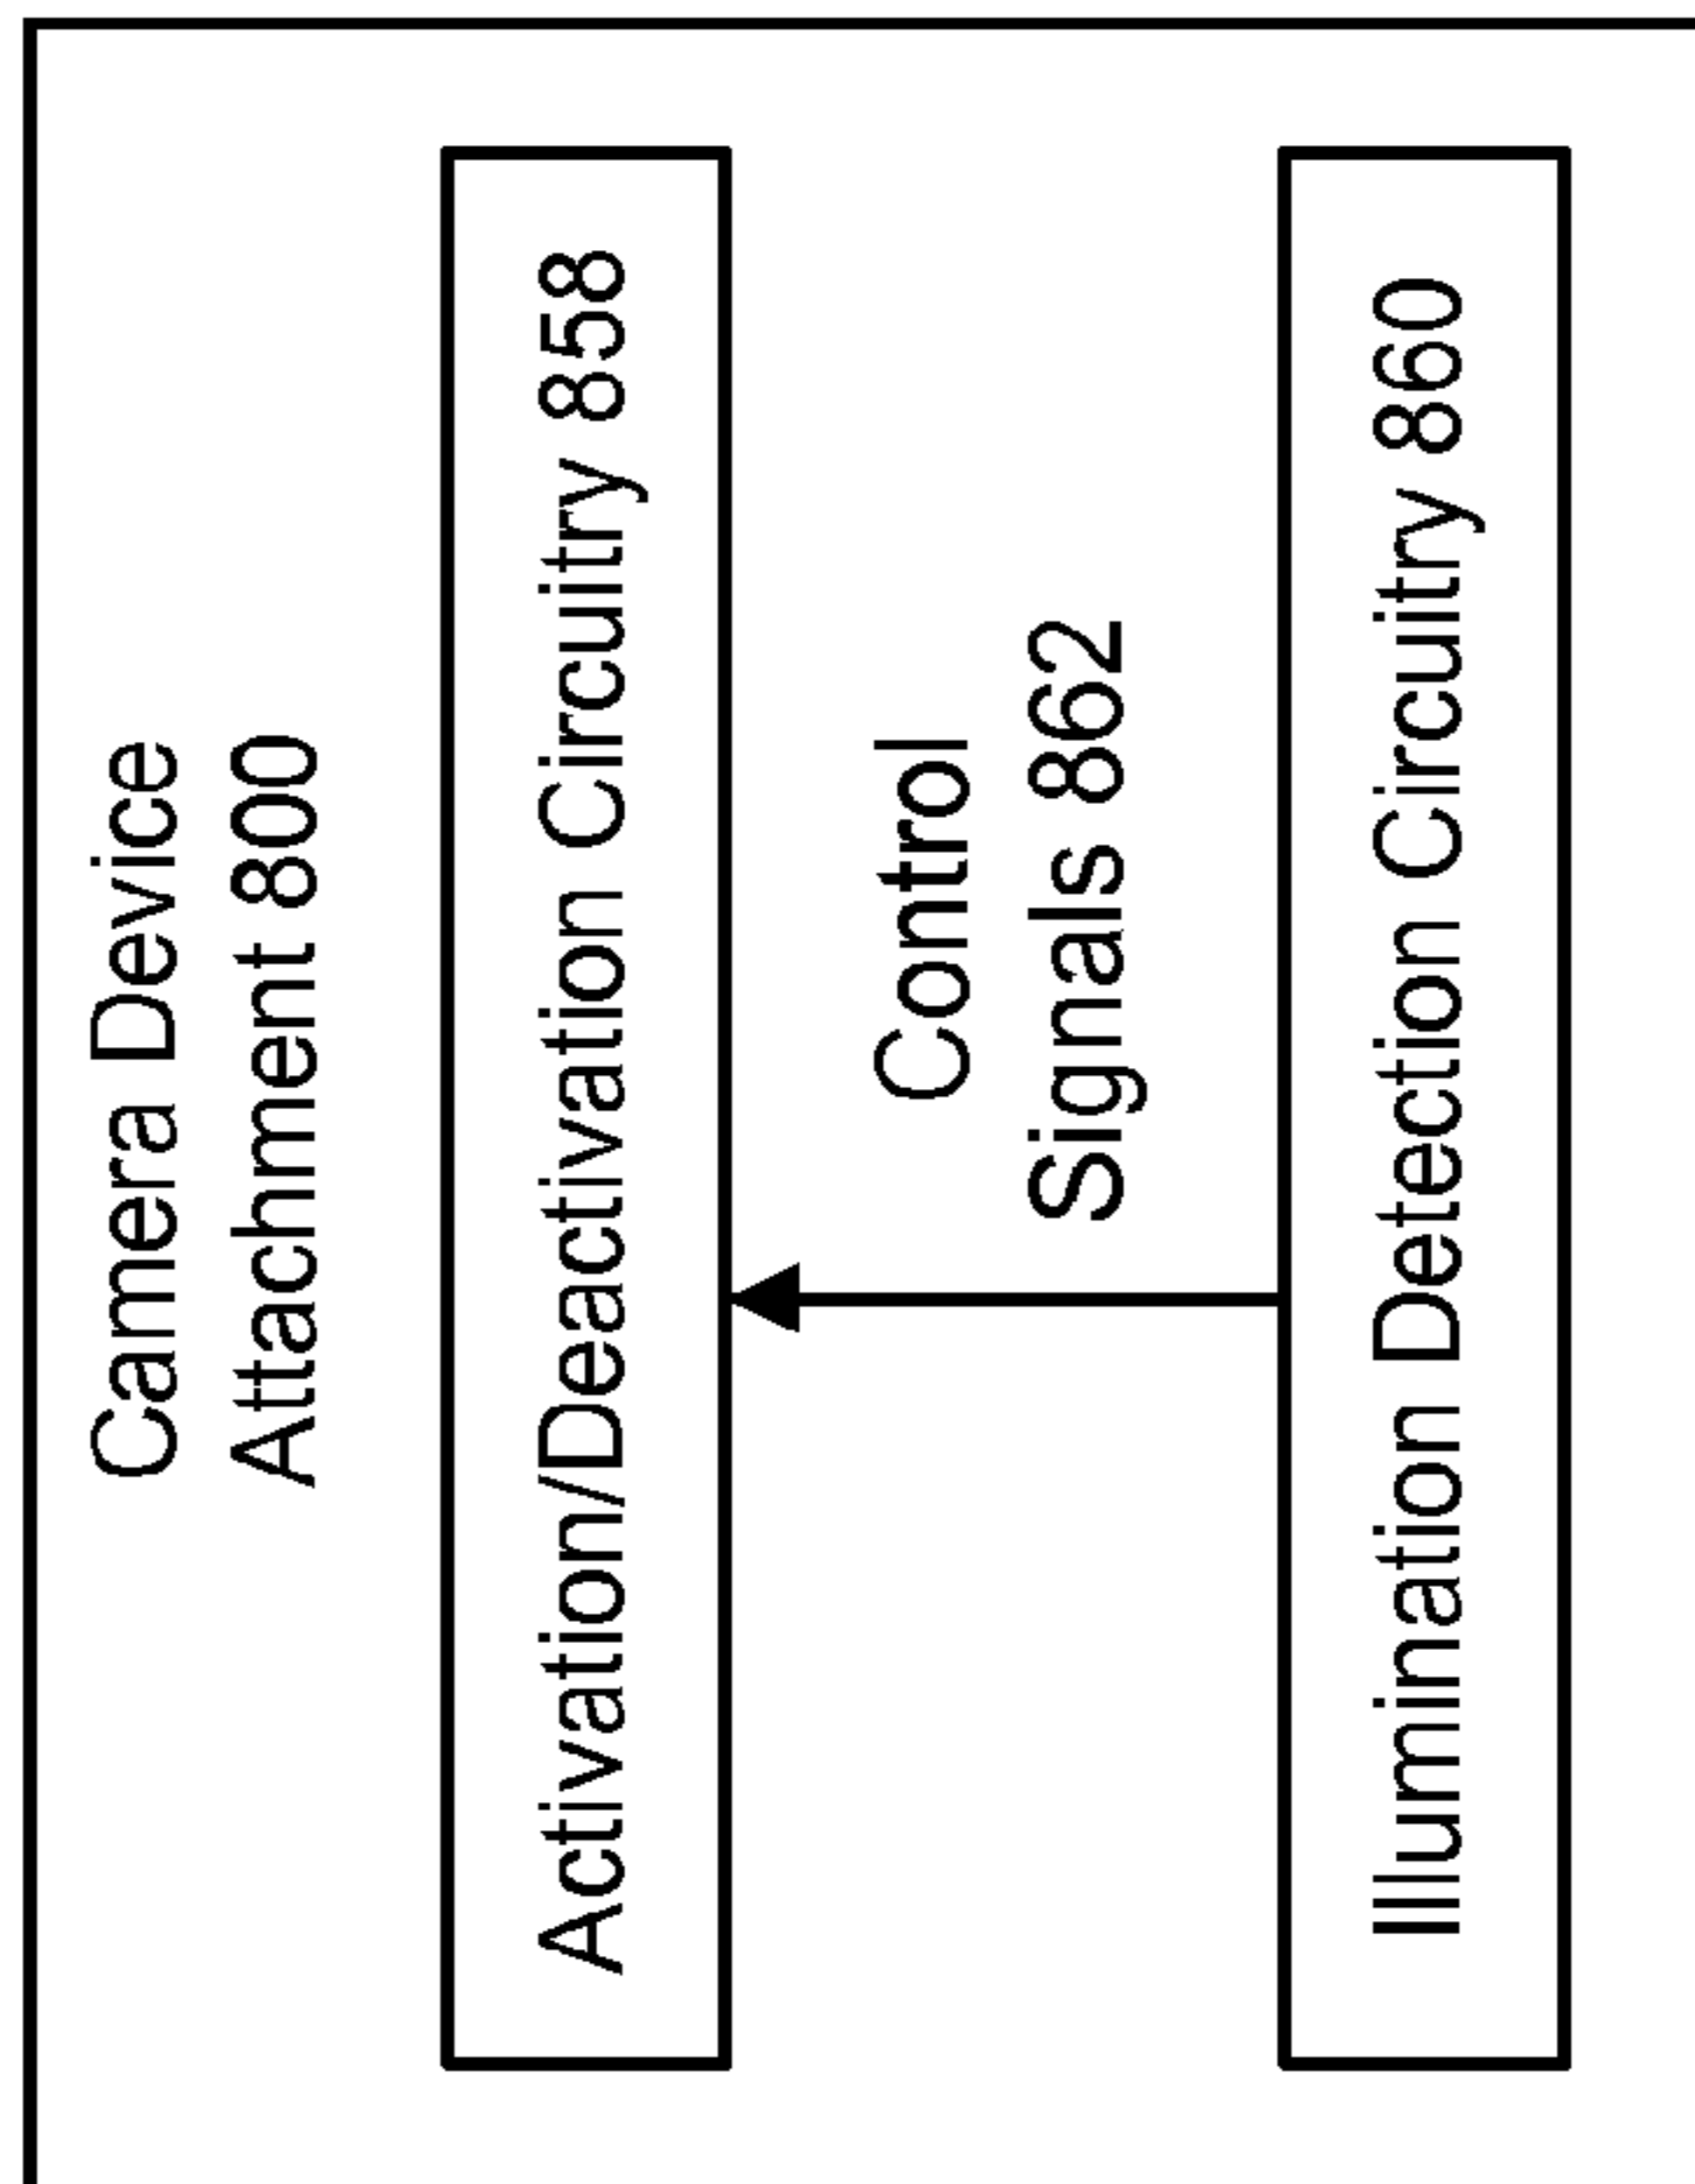 Camera Device
Attachment 800
Activation/Deactivation Circuitry 858
Control
Signals 862
Illumination Detection Circuitry 860